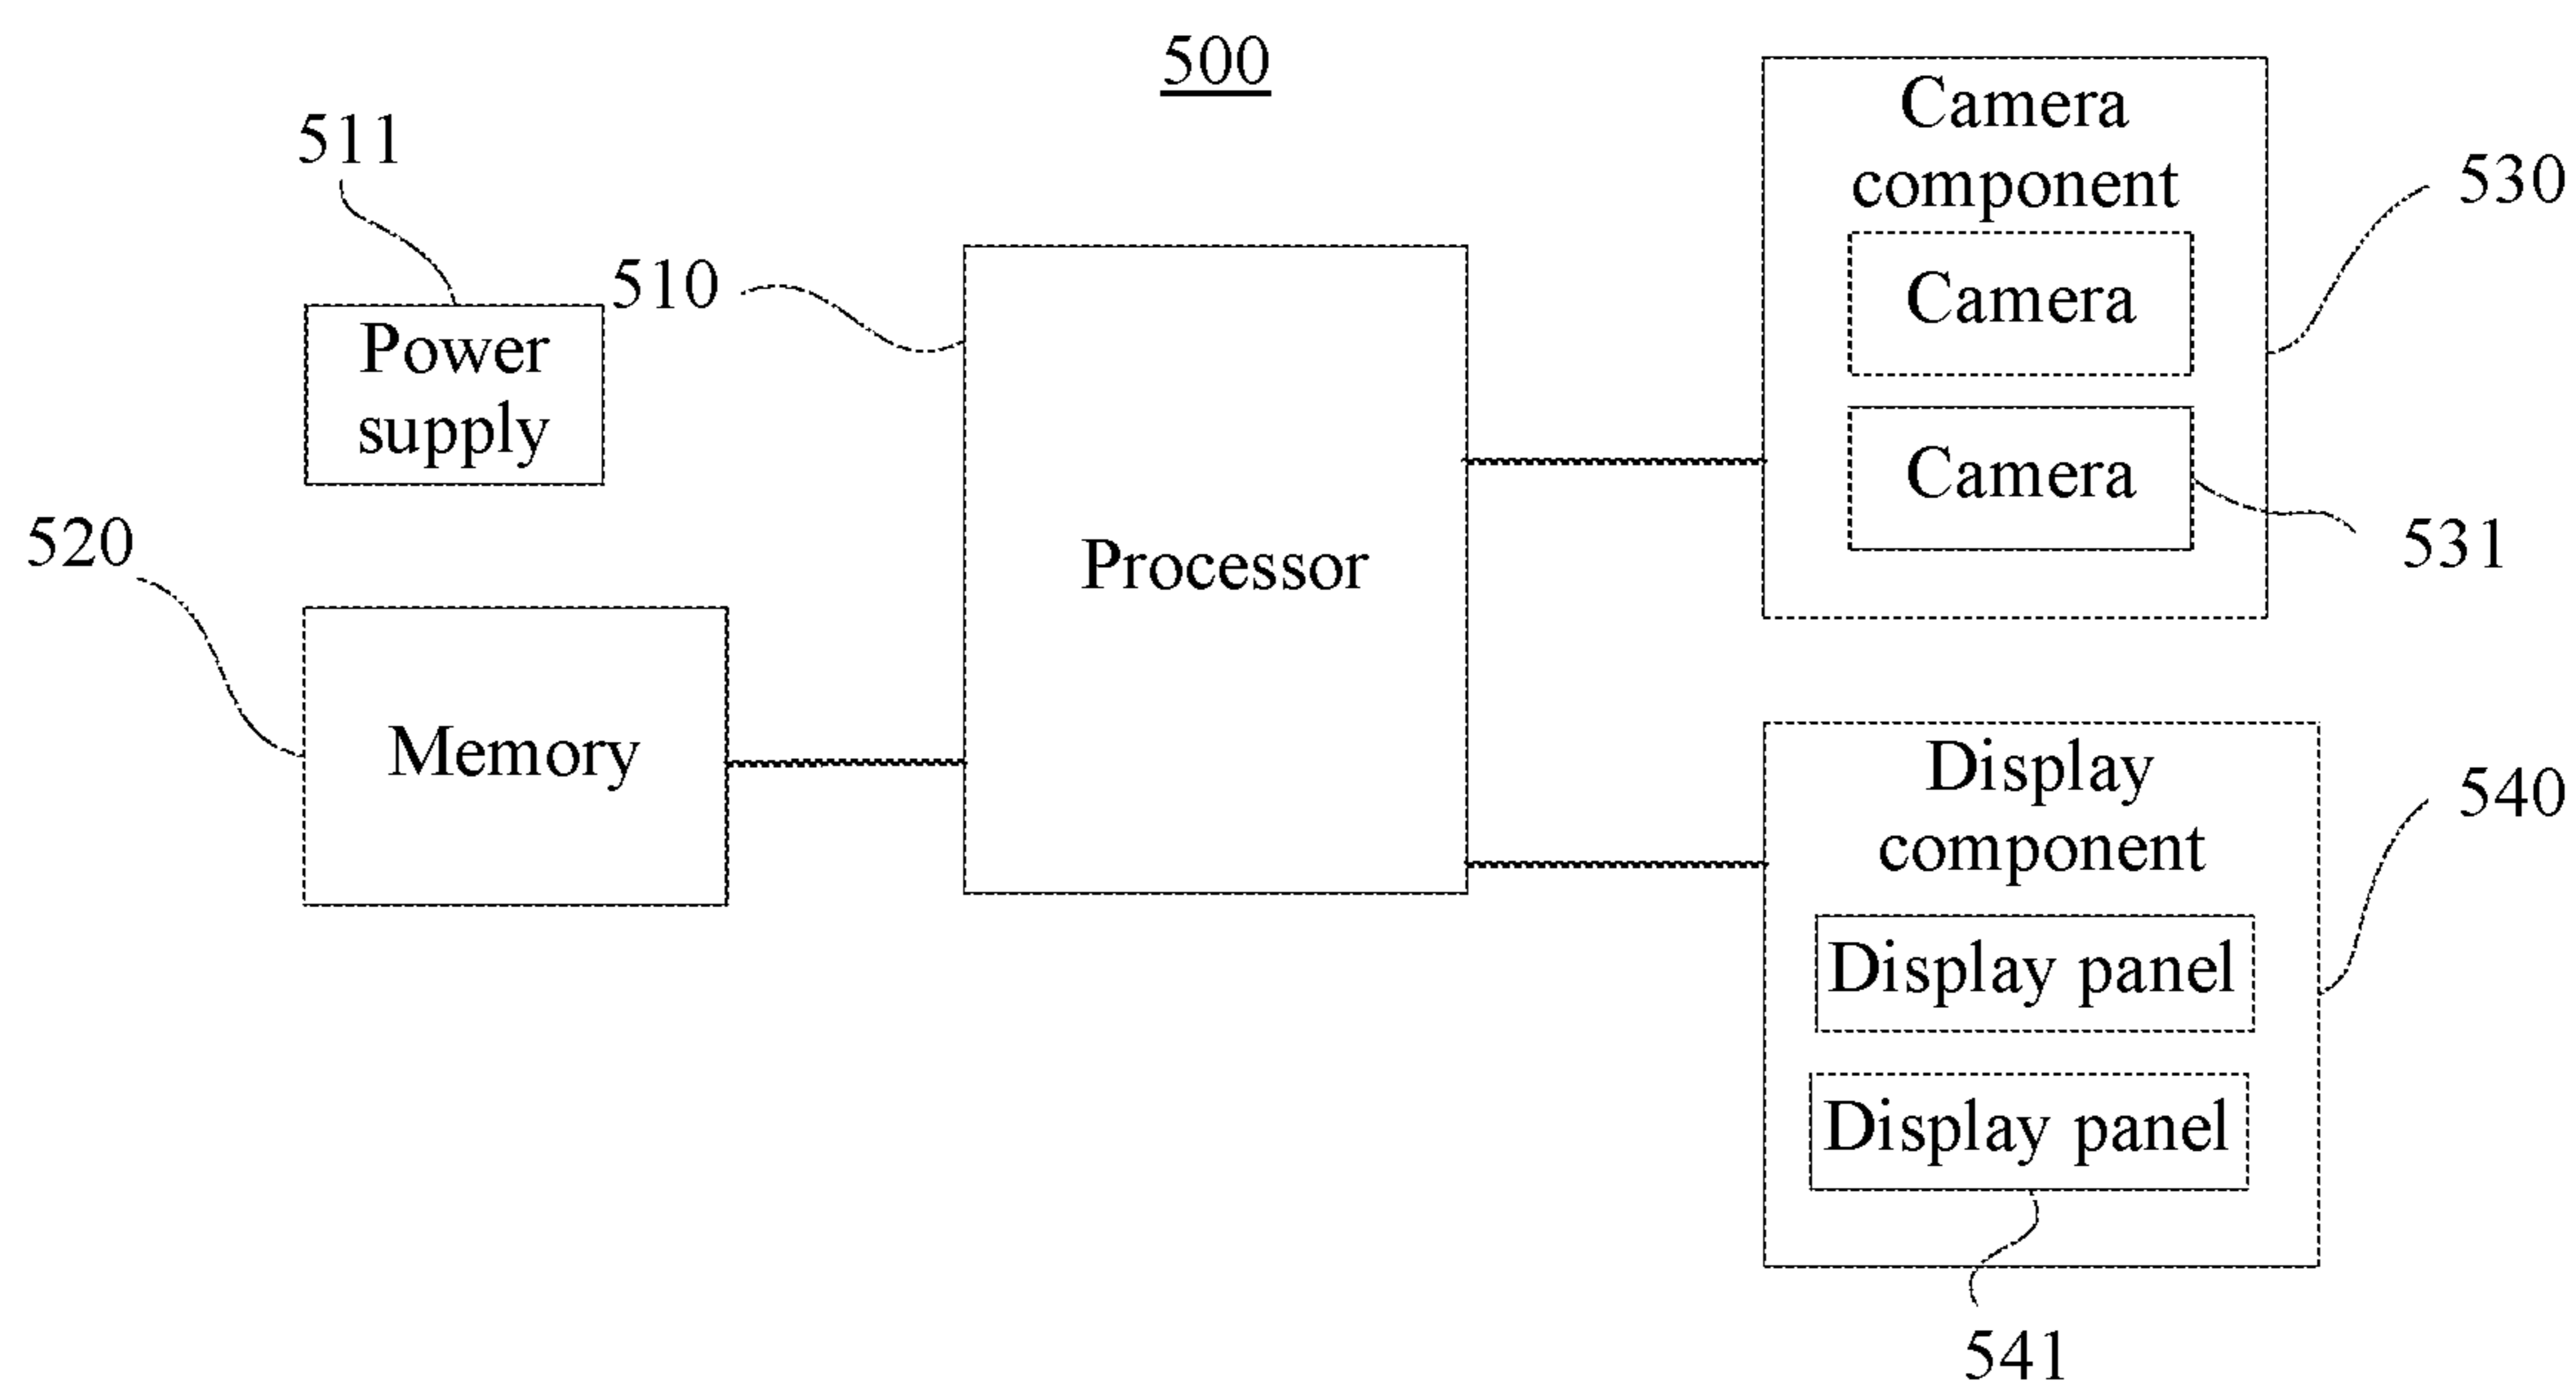 500
511
Power
supply
510
520
Memory
Processor
Camera
component
Camera
Camera
530
531
Display
component
Display panel
Display panel
540
541